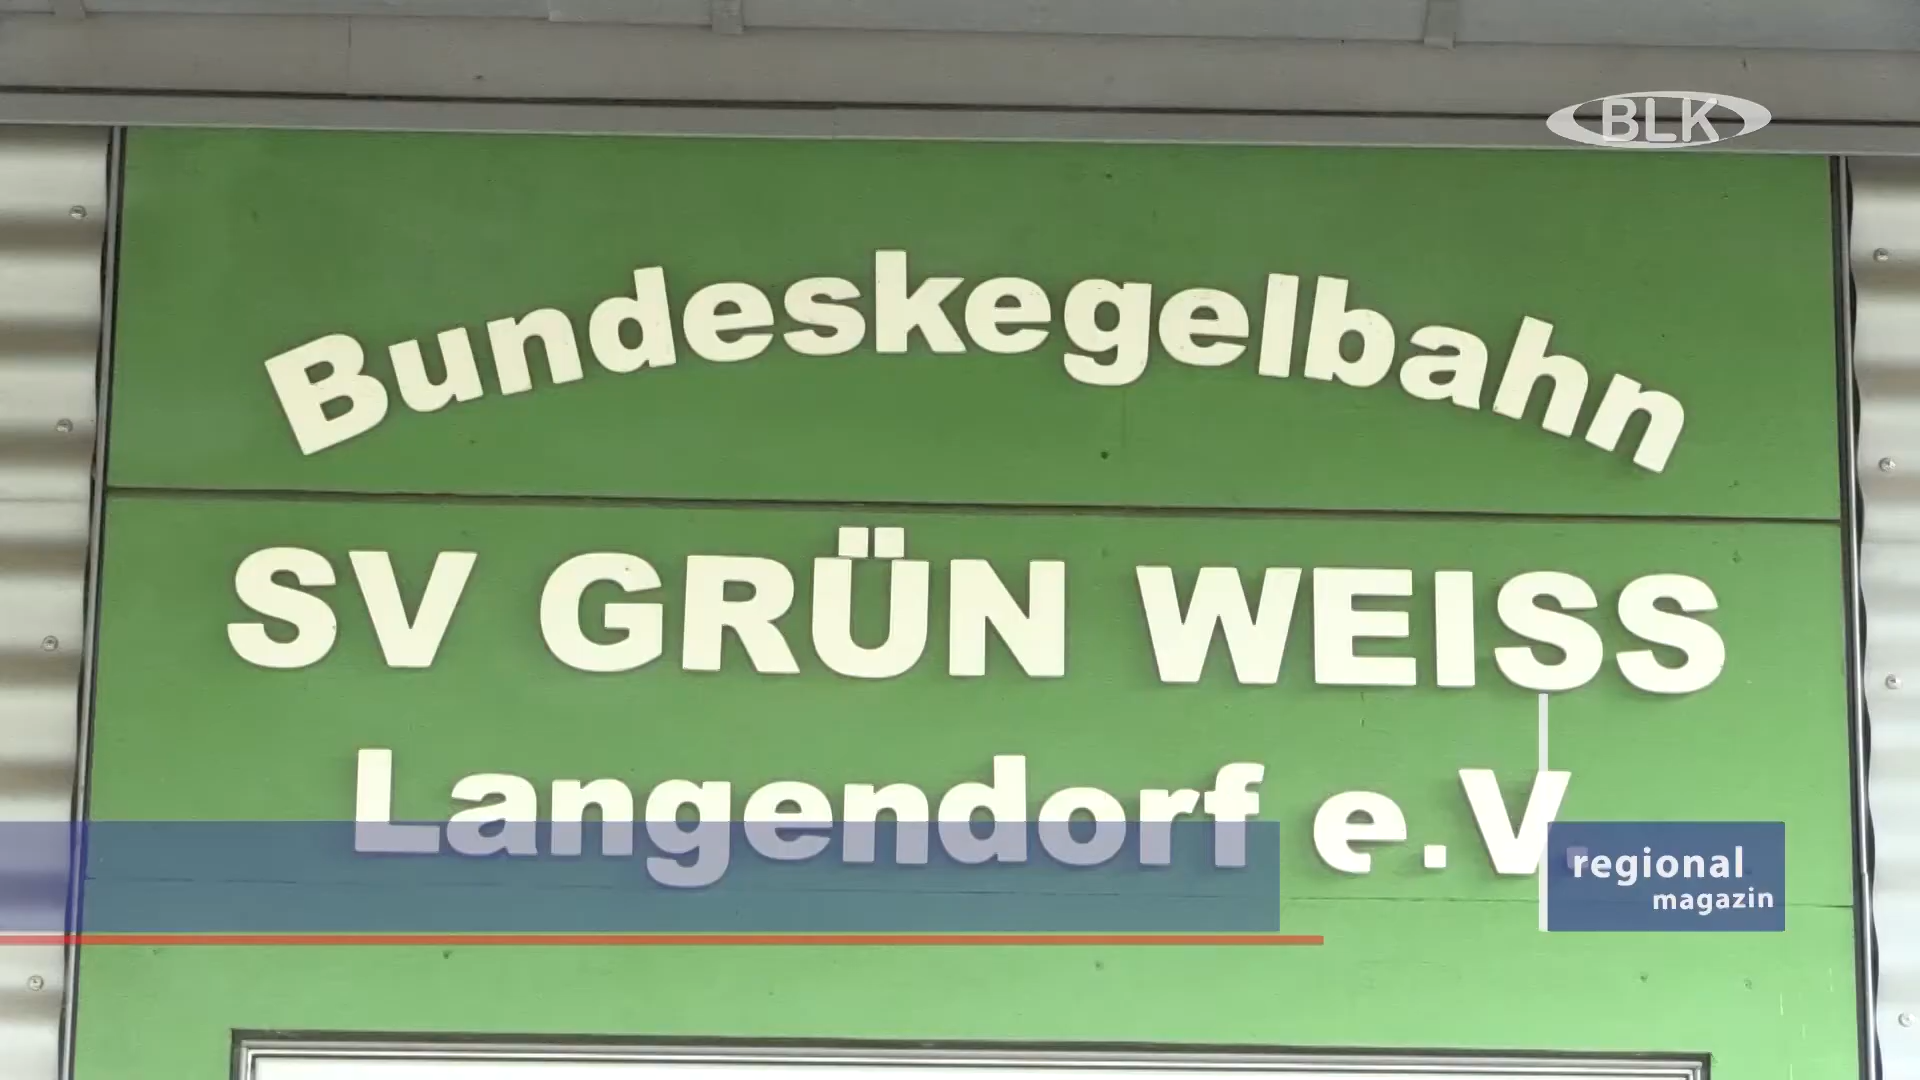 BLK
Bundeskegelbahn
SV GRÜN WEISS
Langendorf e.V.
regional
magazin